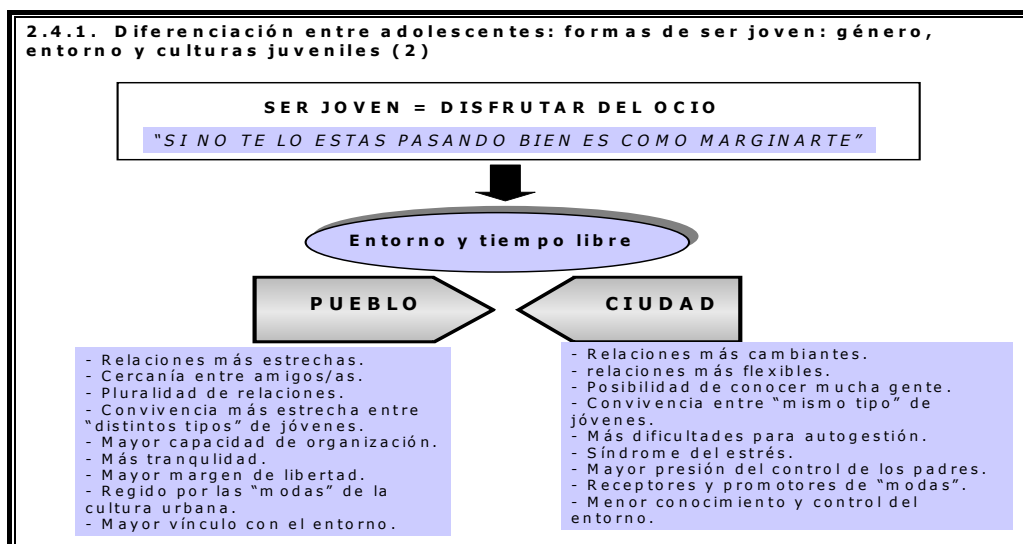 2.4.1. Diferenciación entre adolescentes: formas de ser joven: género,
entorno y culturas juveniles (2)
SER JOVEN = DISFRUTAR DEL OCIO
“SI NO TE LO ESTAS PASANDO BIEN ES COMO MARGINARTE”
Entorno y tiempo libre
PUEBLO
- Relaciones más estrechas.
- Cercanía entre amigos/as.
- Pluralidad de relaciones.
- Convivencia más estrecha entre
“distintos tipos” de jóvenes.
- Mayor capacidad de organización.
- Más tranqulidad.
- Mayor margen de libertad.
- Regido por las “modas” de la
cultura urbana.
- Mayor vínculo con el entorno.
CIUDAD
- Relaciones más cambiantes.
- relaciones más flexibles.
- Posibilidad de conocer mucha gente.
- Convivencia entre “mismo tipo” de
jóvenes.
- Más dificultades para autogestión.
- Síndrome del estrés.
- Mayor presión del control de los padres.
- Receptores y promotores de “modas”.
- Menor conocimiento y control del
entorno.